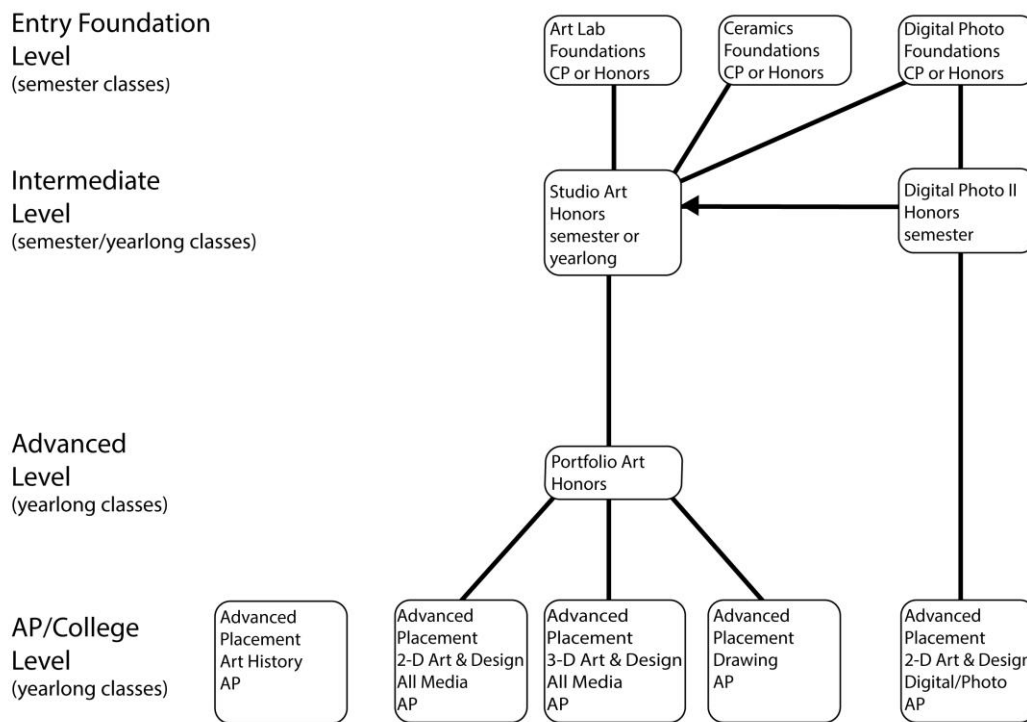 Entry Foundation
Level
(semester classes)
Art Lab
Foundations
CP or Honors
Ceramics
Foundations
CP or Honors
Digital Photo
Foundations
CP or Honors
Intermediate
Level
(semester/yearlong classes)
Studio Art
Honors
semester or
yearlong
Digital Photo II
Honors
semester
Advanced
Level
(yearlong classes)
Portfolio Art
Honors
AP/College
Level
(yearlong classes)
Advanced
Placement
Art History
AP
Advanced
Placement
2-D Art & Design
All Media
AP
Advanced
Placement
3-D Art & Design
All Media
AP
Advanced
Placement
Drawing
AP
Advanced
Placement
2-D Art & Design
Digital/Photo
AP